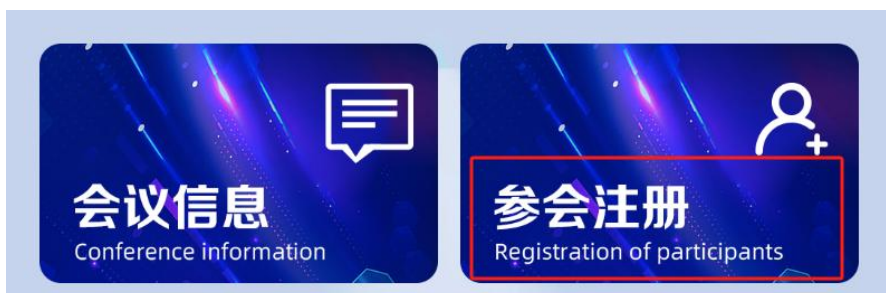 会议信息
Conference information
参会注册
Registration of participants